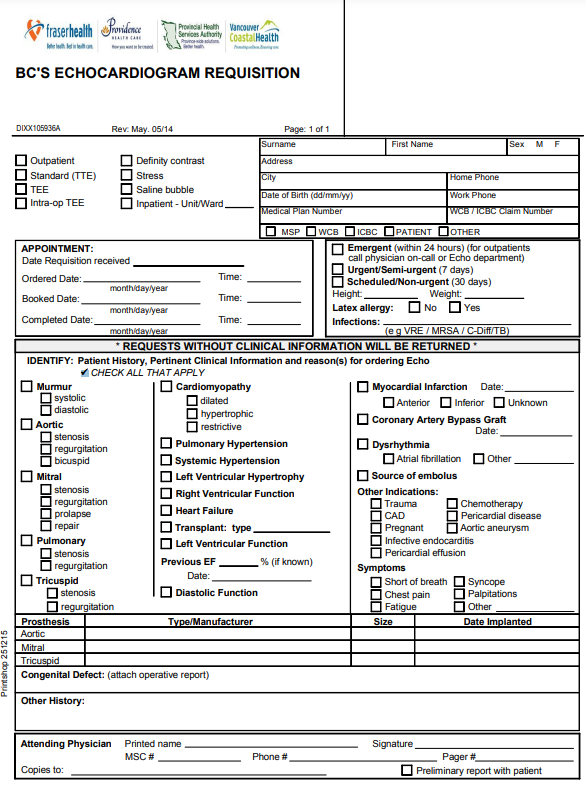 fraserhealth
Better health. Best in health care.
Providence
HEALTH CARE
How you want to be treated.
Provincial Health
Services Authority
Province-wide solutions.
Better health.
Vancouver
CoastalHealth
Promoting wellness. Ensuring care.
BC'S ECHOCARDIOGRAM REQUISITION
DIXX105936A Rev: May. 05/14 Page: 1 of 1
Surname First Name Sex M F
Address
City Home Phone
Date of Birth (dd/mm/yy) Work Phone
Medical Plan Number WCB / ICBC Claim Number
MSP WCB ICBC PATIENT OTHER
Outpatient Definity contrast
Standard (TTE) Stress
TEE Saline bubble
Intra-op TEE Inpatient - Unit/Ward
APPOINTMENT:
Date Requisition received
Ordered Date: Time:
month/day/year
Booked Date: Time:
month/day/year
Completed Date: Time:
month/day/year
Emergent (within 24 hours) (for outpatients
call physician on-call or Echo department)
Urgent/Semi-urgent (7 days)
Scheduled/Non-urgent (30 days)
Height: Weight:
Latex allergy: No Yes
Infections:
(e g VRE / MRSA / C-Diff/TB)
* REQUESTS WITHOUT CLINICAL INFORMATION WILL BE RETURNED *
IDENTIFY: Patient History, Pertinent Clinical Information and reason(s) for ordering Echo
CHECK ALL THAT APPLY
Murmur
systolic
diastolic
Aortic
stenosis
regurgitation
bicuspid
Mitral
stenosis
regurgitation
prolapse
repair
Pulmonary
stenosis
regurgitation
Tricuspid
stenosis
regurgitation
Cardiomyopathy
dilated
hypertrophic
restrictive
Pulmonary Hypertension
Systemic Hypertension
Left Ventricular Hypertrophy
Right Ventricular Function
Heart Failure
Transplant: type
Left Ventricular Function
Previous EF % (if known)
Date:
Diastolic Function
Myocardial Infarction Date:
Anterior Inferior Unknown
Coronary Artery Bypass Graft
Date:
Dysrhythmia
Atrial fibrillation Other
Source of embolus
Other Indications:
Trauma Chemotherapy
CAD Pericardial disease
Pregnant Aortic aneurysm
Infective endocarditis
Pericardial effusion
Symptoms
Short of breath Syncope
Chest pain Palpitations
Fatigue Other
Prosthesis Type/Manufacturer Size Date Implanted
Aortic
Mitral
Tricuspid
Congenital Defect: (attach operative report)
Other History:
Attending Physician Printed name Signature
MSC # Phone # Pager #
Copies to: Preliminary report with patient
Printshop 251215